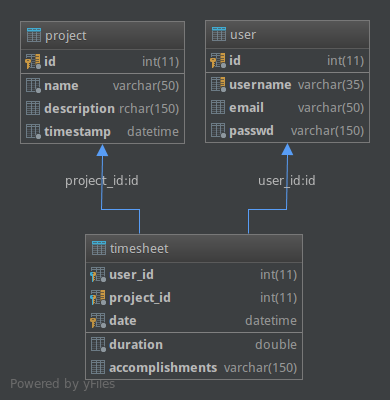 project
id int(11)
name varchar(50)
description rchar(150)
timestamp datetime
user
id int(11)
username varchar(35)
email varchar(50)
passwd varchar(150)
project_id:id
user_id:id
timesheet
user_id int(11)
project_id int(11)
date datetime
duration double
accomplishments varchar(150)
Powered by yFiles